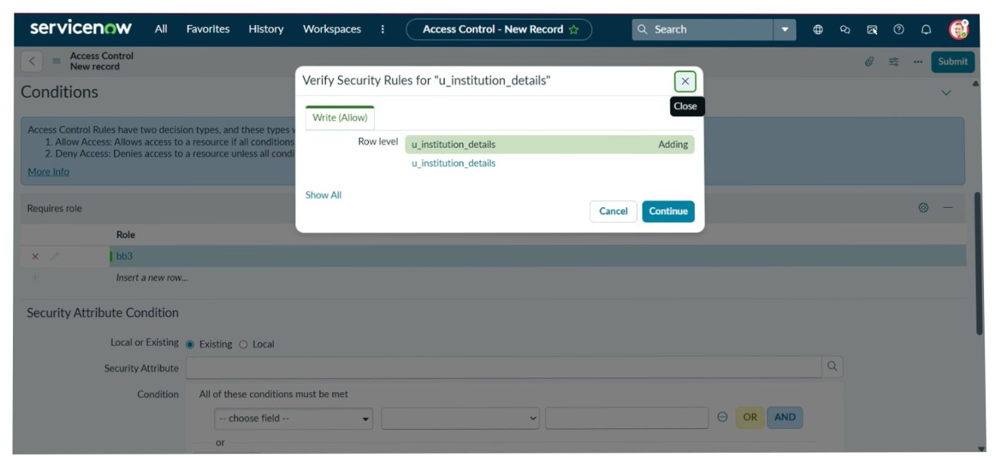 servicenow All Favorites History Workspaces Access Control - New Record Search
Access Control
New record
Submit
Verify Security Rules for "u_institution_details"
Close
Write (Allow)
Row level u_institution_details Adding
u_institution_details
Show All
Cancel Continue
Conditions
Access Control Rules have two decision types, and these types
1. Allow Access: Allows access to a resource if all conditions
2. Deny Access: Denies access to a resource unless all condi
More Info
Requires role
Role
bb3
Insert a new row...
Security Attribute Condition
Local or Existing Existing Local
Security Attribute
Condition All of these conditions must be met
-- choose field -- OR AND
or